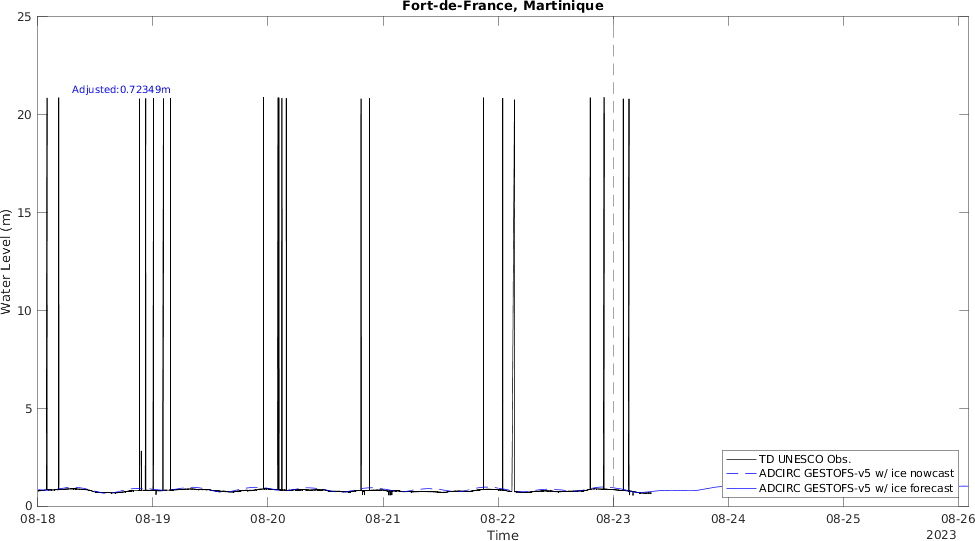 Fort-de-France, Martinique
25
20
15
10
5
0
Water Level (m)
Adjusted:0.72349m
TD UNESCO Obs.
ADCIRC GESTOFS-v5 w/ ice nowcast
ADCIRC GESTOFS-v5 w/ ice forecast
08-18 08-19 08-20 08-21 08-22 08-23 08-24 08-25 08-26
Time
2023